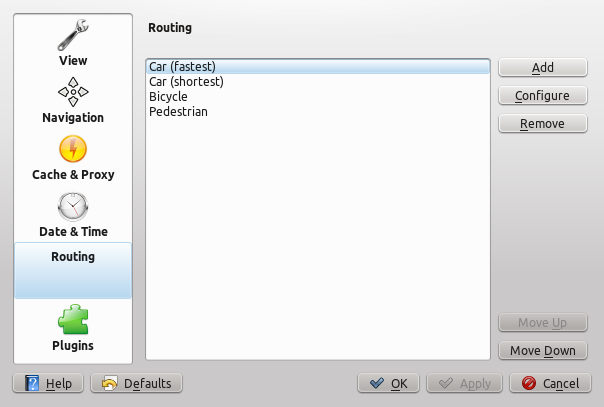 View
Navigation
Cache & Proxy
Date & Time
Routing
Plugins
Routing
Car (fastest)
Car (shortest)
Bicycle
Pedestrian
Add
Configure
Remove
Move Up
Move Down
Help
Defaults
OK
Apply
Cancel